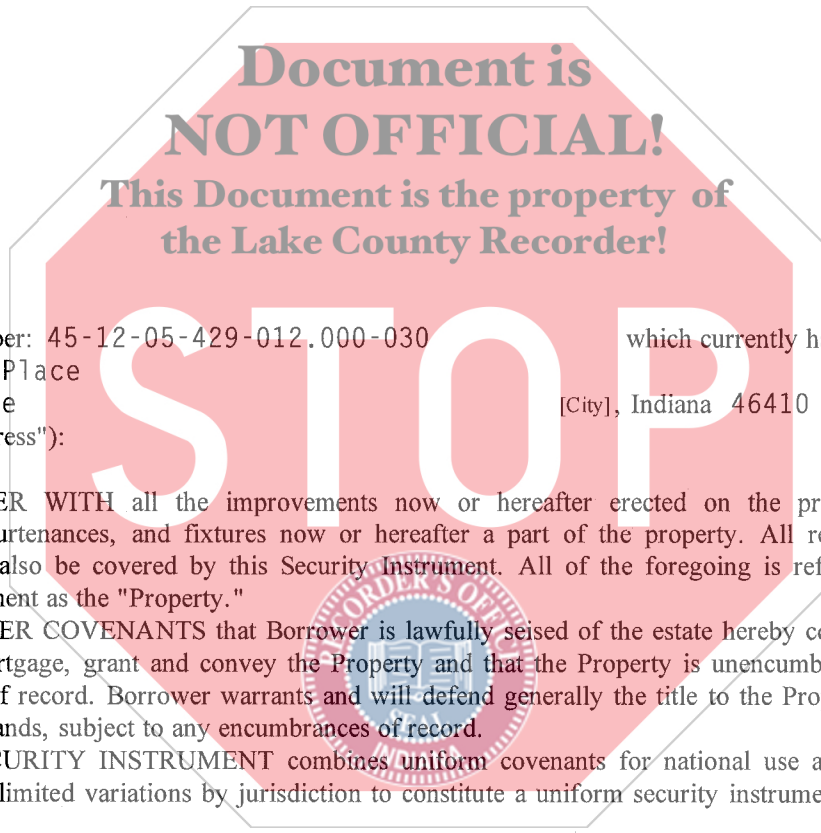 Document is
NOT OFFICIAL!
This Document is the property of
the Lake County Recorder!
STOP
ber: 45-12-05-429-012.000-030 which currently h
Place
e [City], Indiana 46410
ress"):
ER WITH all the improvements now or hereafter erected on the pr
urtenances, and fixtures now or hereafter a part of the property. All re
also be covered by this Security Instrument. All of the foregoing is ref
nent as the "Property."
ER COVENANTS that Borrower is lawfully seised of the estate hereby co
rtgage, grant and convey the Property and that the Property is unencumb
f record. Borrower warrants and will defend generally the title to the Pro
ands, subject to any encumbrances of record.
CURITY INSTRUMENT combines uniform covenants for national use a
limited variations by jurisdiction to constitute a uniform security instrume
RECORDER'S OFFICE
SEAL
INDIANA